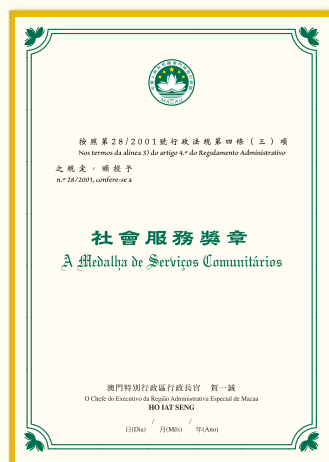 MACAU
按照第28/2001號行政法規第四條（三）項
Nos termos da alínea 3) do artigo 4.º do Regulamento Administrativo
之規定，頒授予
n.º 28/2001, confere-se a
社會服務獎章
A Medalha de Serviços Comunitários
澳門特別行政區行政長官 賀一誠
O Chefe do Executivo da Região Administrativa Especial de Macau
HO IAT SENG
/ /
日(Dia) 月(Mês) 年(Ano)